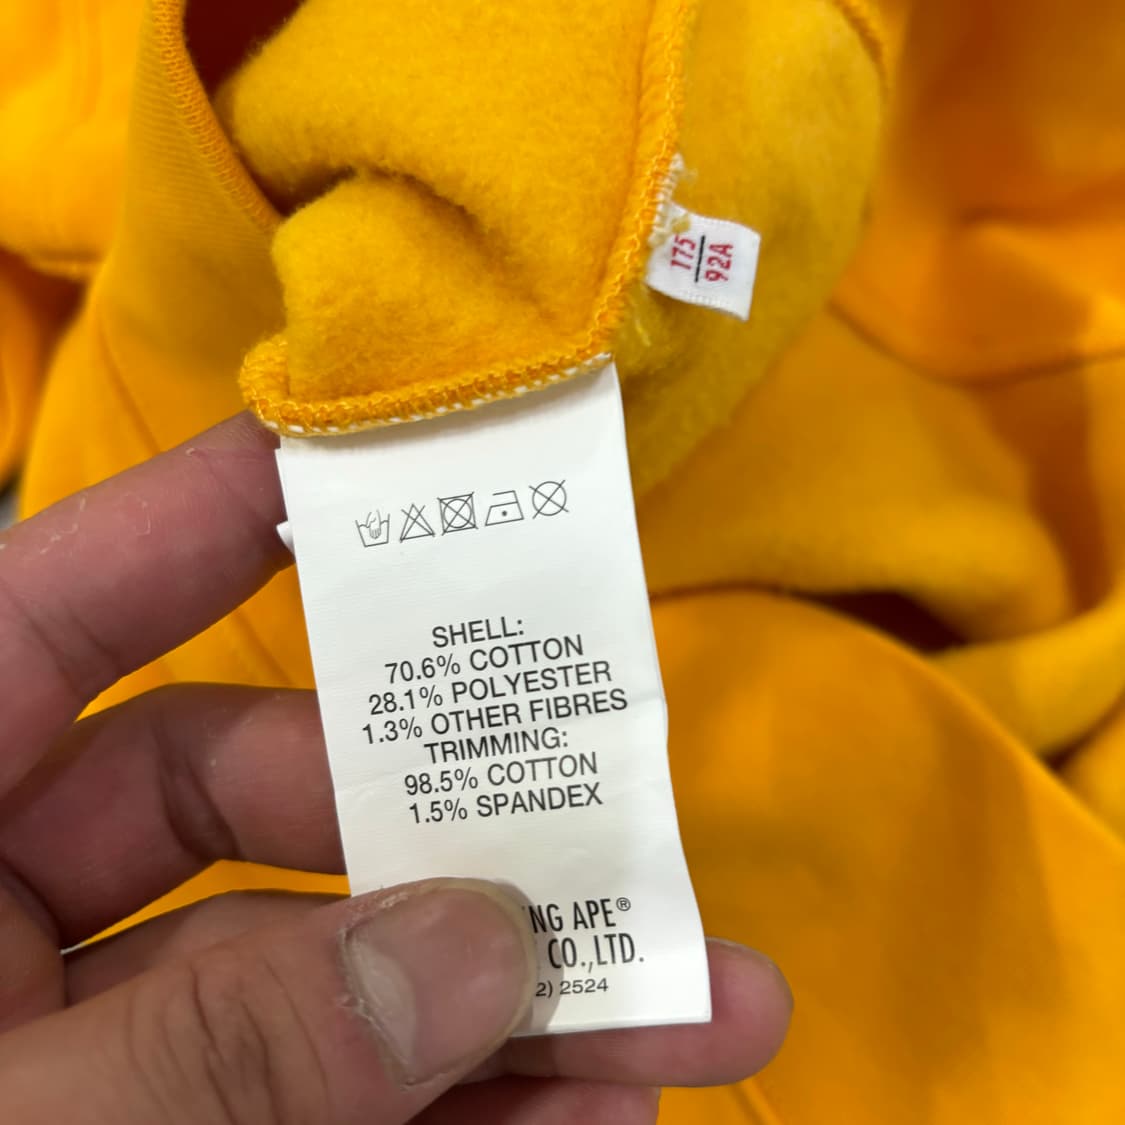 175
92A
SHELL:
70.6% COTTON
28.1% POLYESTER
1.3% OTHER FIBRES
TRIMMING:
98.5% COTTON
1.5% SPANDEX
APE®
CO.,LTD.
2524